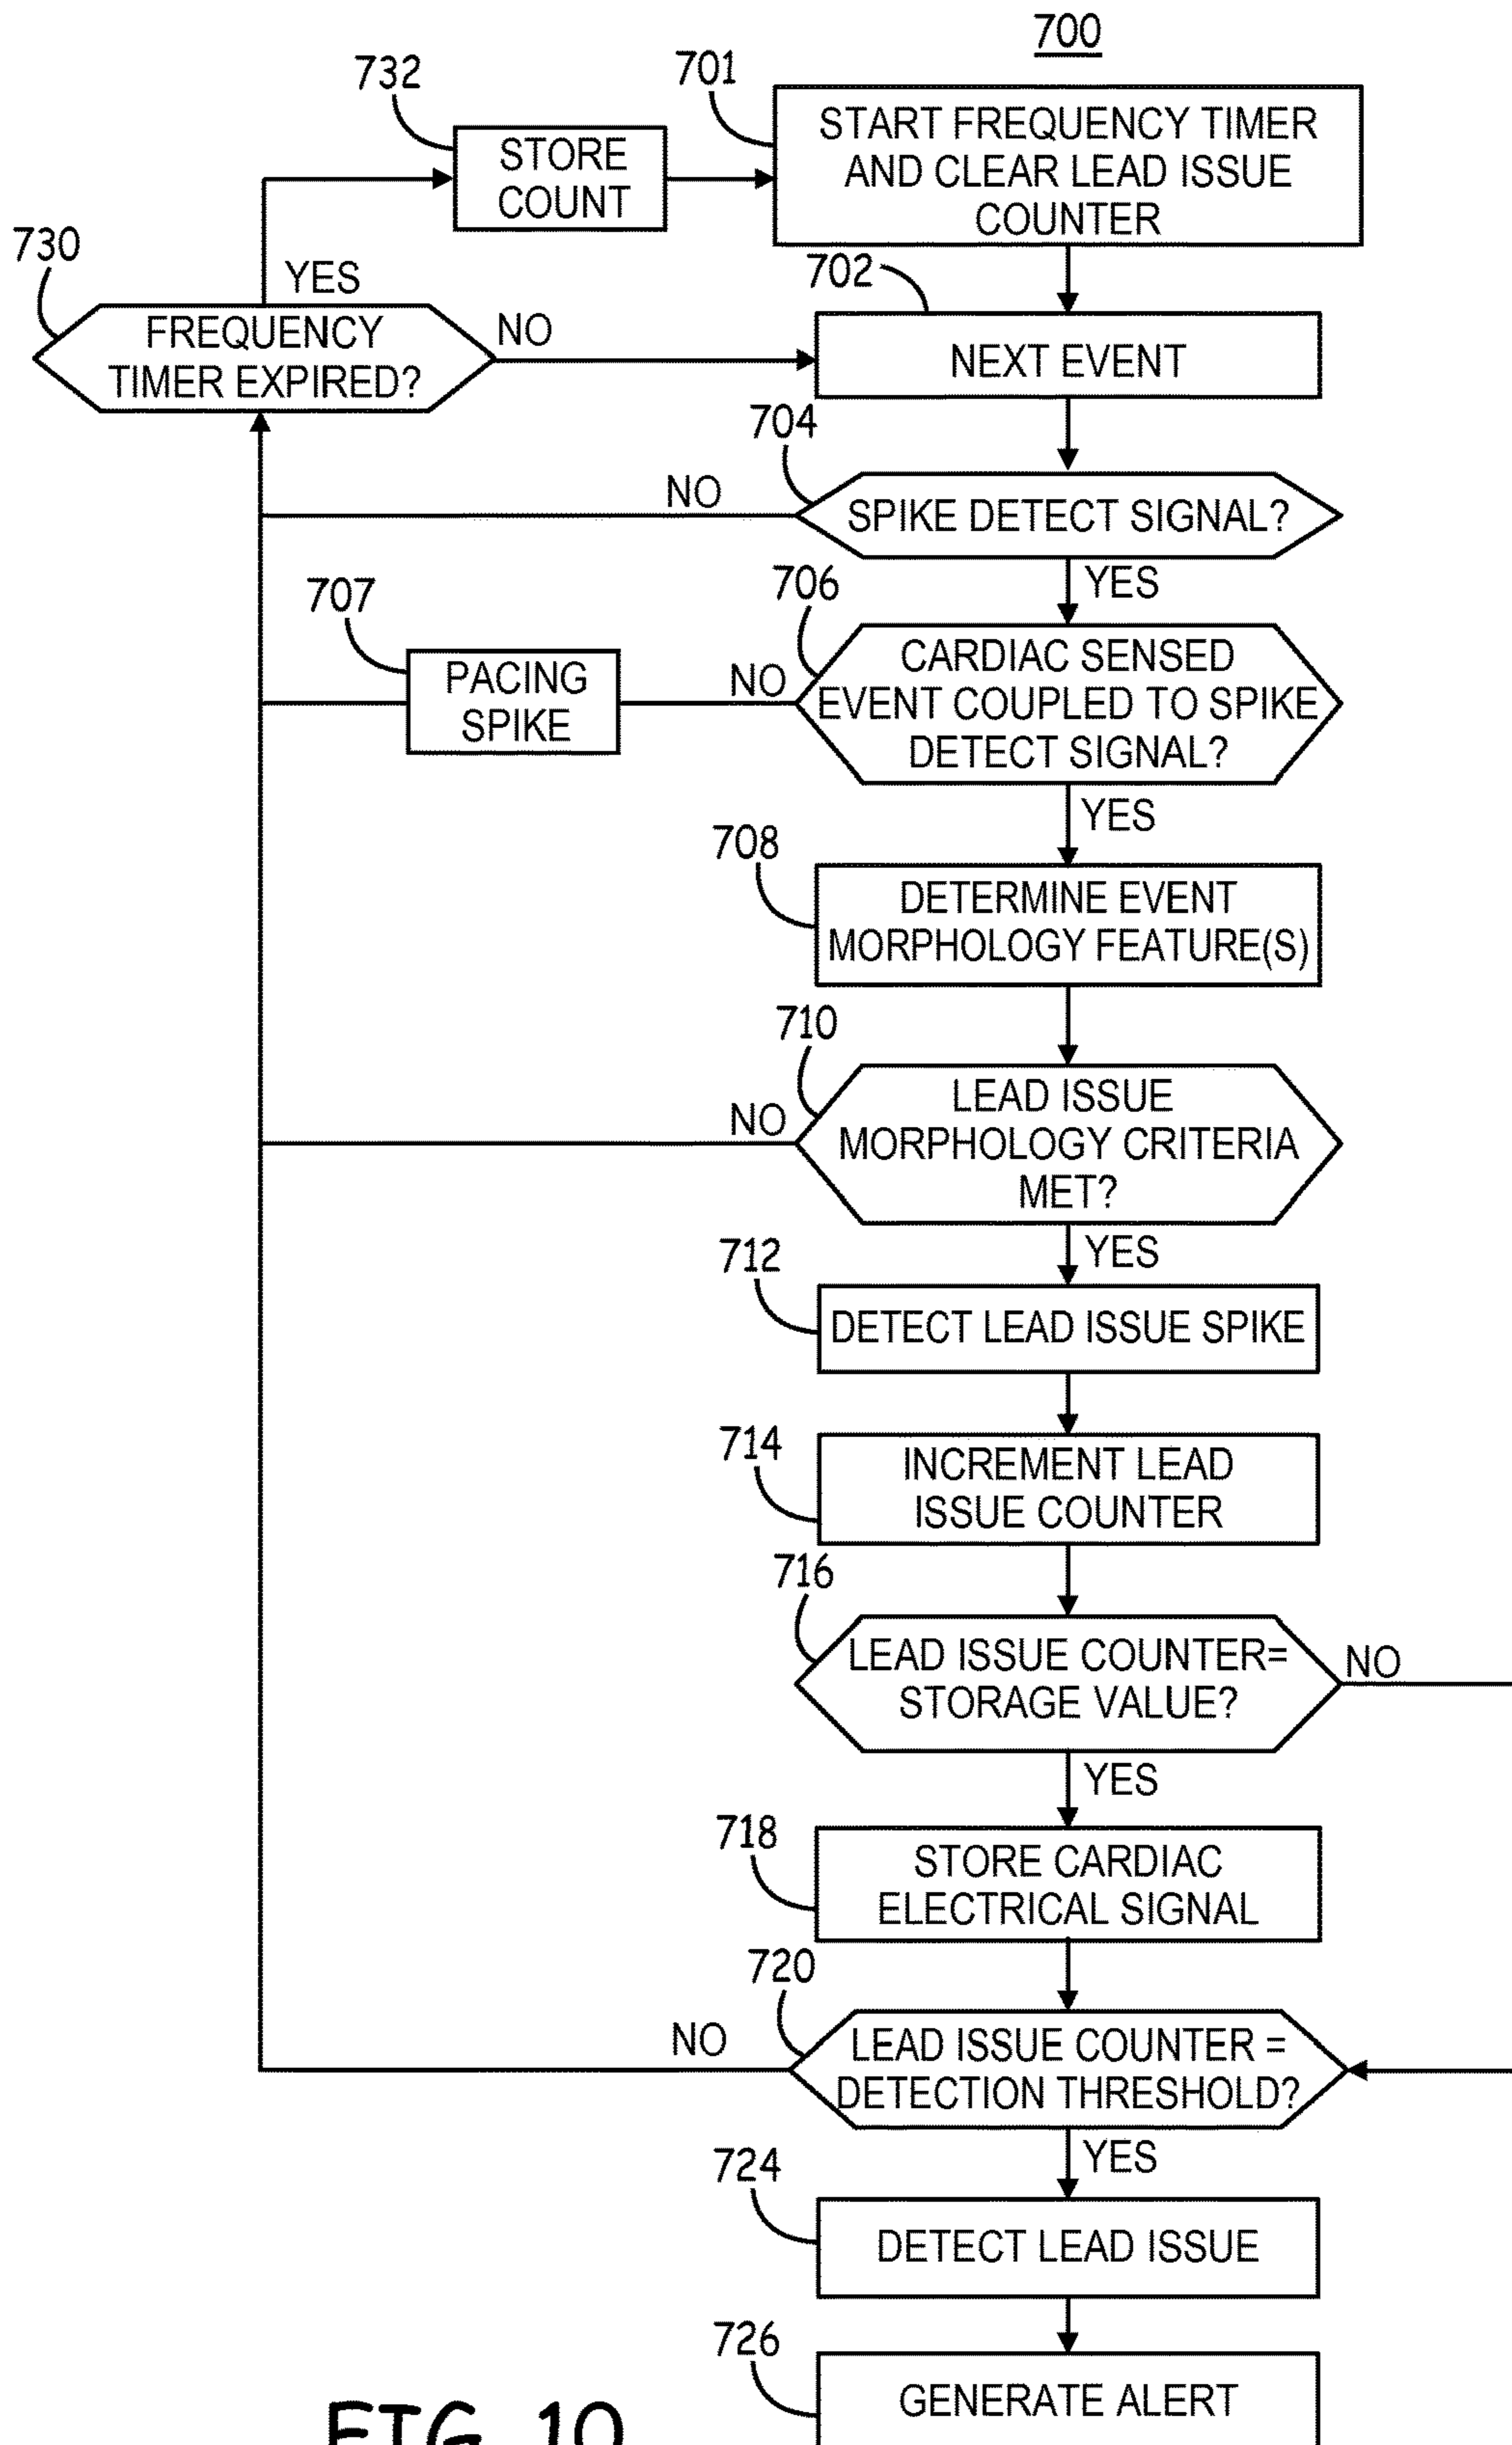 700
732
701
START FREQUENCY TIMER
AND CLEAR LEAD ISSUE
COUNTER
STORE
COUNT
730
YES
702
FREQUENCY
TIMER EXPIRED?
NO
NEXT EVENT
704
NO
SPIKE DETECT SIGNAL?
YES
707
706
PACING
SPIKE
NO
CARDIAC SENSED
EVENT COUPLED TO SPIKE
DETECT SIGNAL?
YES
708
DETERMINE EVENT
MORPHOLOGY FEATURE(S)
710
NO
LEAD ISSUE
MORPHOLOGY CRITERIA
MET?
YES
712
DETECT LEAD ISSUE SPIKE
714
INCREMENT LEAD
ISSUE COUNTER
716
LEAD ISSUE COUNTER=
STORAGE VALUE?
NO
YES
718
STORE CARDIAC
ELECTRICAL SIGNAL
720
NO
LEAD ISSUE COUNTER =
DETECTION THRESHOLD?
YES
724
DETECT LEAD ISSUE
726
GENERATE ALERT
FIG. 10